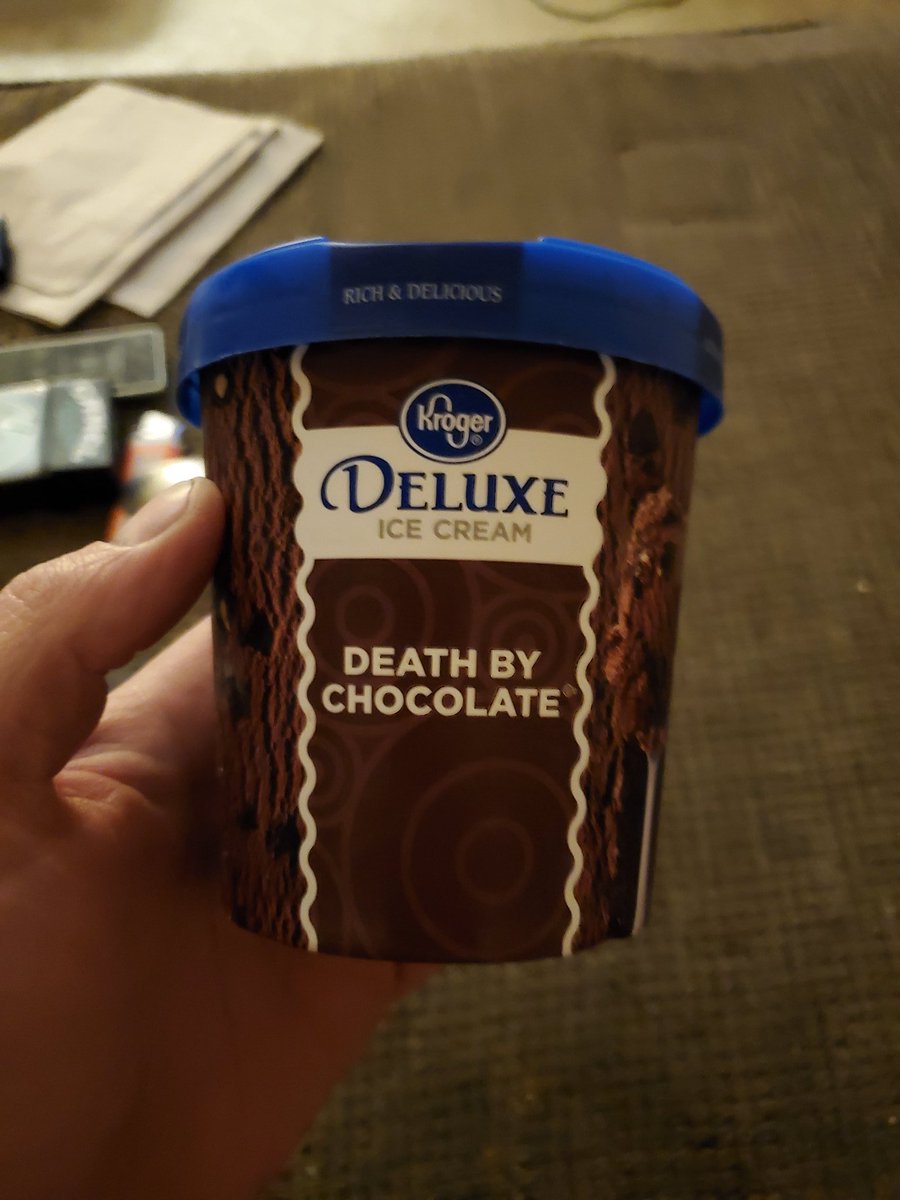 RICH & DELICIOUS
Kroger®
DELUXE
ICE CREAM
DEATH BY
CHOCOLATE®